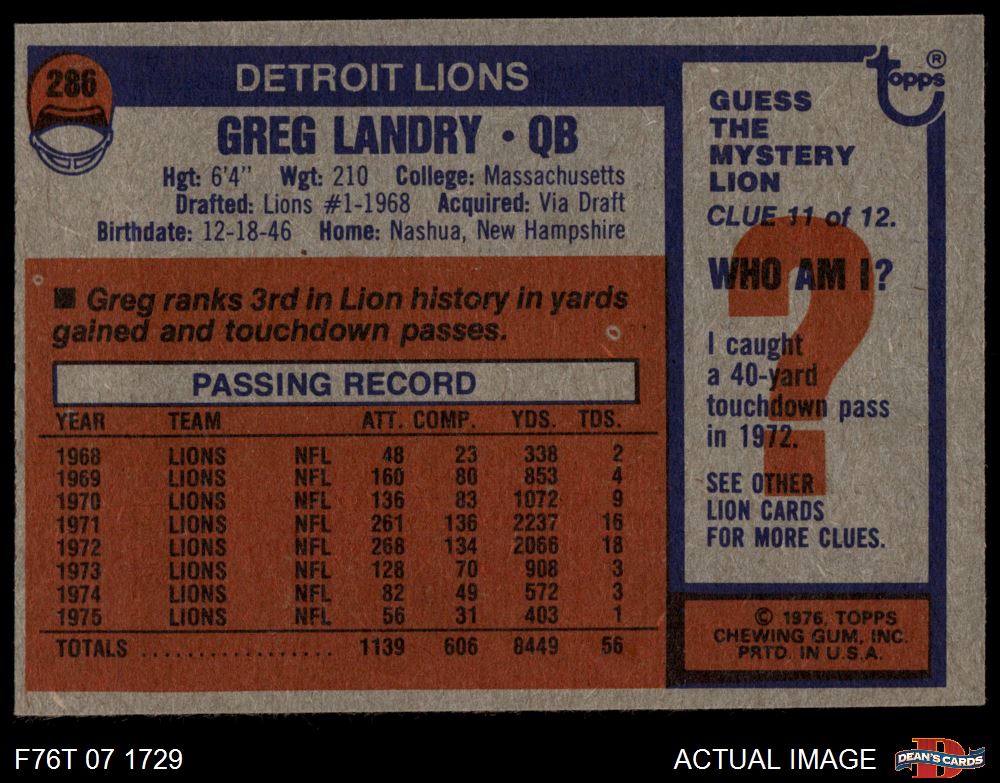 286
DETROIT LIONS
GREG LANDRY • QB
Hgt: 6'4" Wgt: 210 College: Massachusetts
Drafted: Lions #1-1968 Acquired: Via Draft
Birthdate: 12-18-46 Home: Nashua, New Hampshire
■ Greg ranks 3rd in Lion history in yards
gained and touchdown passes.
PASSING RECORD
YEAR TEAM ATT. COMP. YDS. TDS.
1968 LIONS NFL 48 23 338 2
1969 LIONS NFL 160 80 853 4
1970 LIONS NFL 136 83 1072 9
1971 LIONS NFL 261 136 2237 16
1972 LIONS NFL 268 134 2066 18
1973 LIONS NFL 128 70 908 3
1974 LIONS NFL 82 49 572 3
1975 LIONS NFL 56 31 403 1
TOTALS .................. 1139 606 8449 56
topps®
GUESS
THE
MYSTERY
LION
CLUE 11 of 12.
WHO AM I?
I caught
a 40-yard
touchdown pass
in 1972.
SEE OTHER
LION CARDS
FOR MORE CLUES.
© 1976, TOPPS
CHEWING GUM, INC.
PRTD. IN U.S.A.
F76T 07 1729
ACTUAL IMAGE
D
DEAN'S CARDS